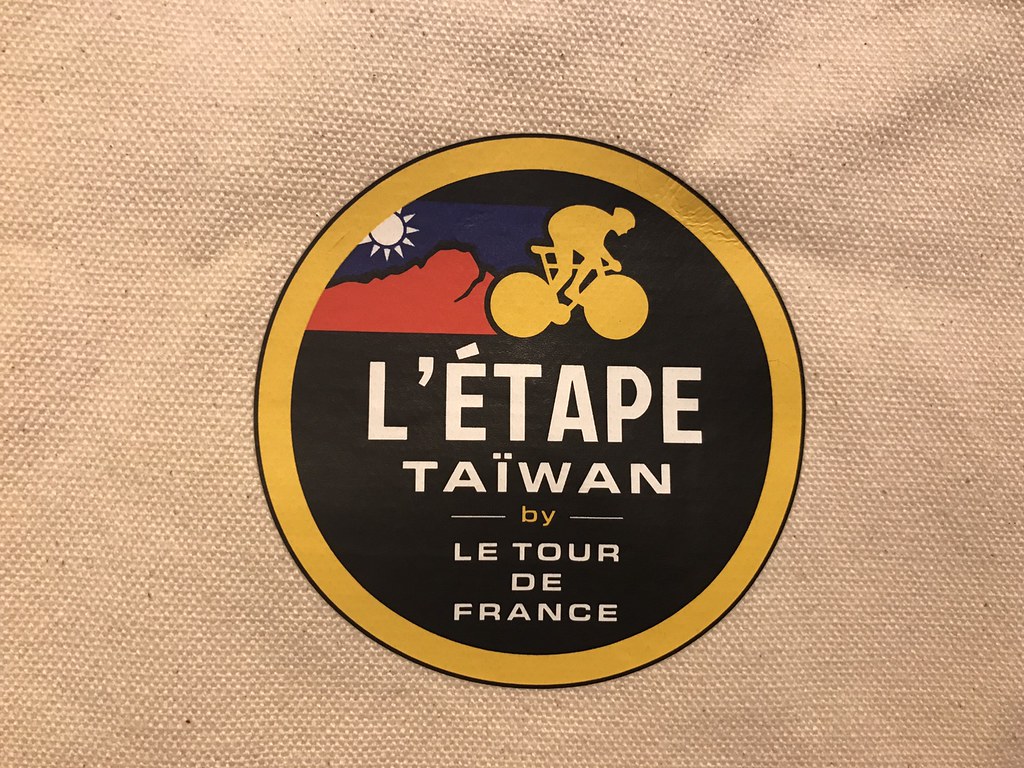 L'ÉTAPE
TAÏWAN
by
LE TOUR
DE
FRANCE